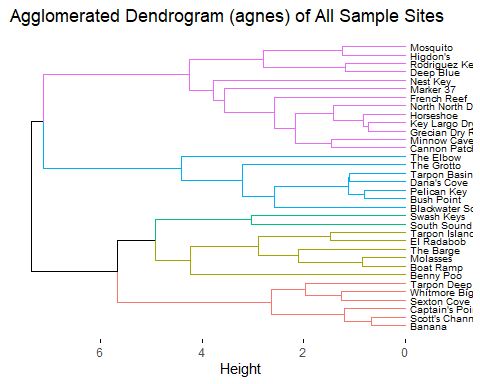 Agglomerated Dendrogram (agnes) of All Sample Sites
Mosquito
Higdon's
Rodriguez Ke
Deep Blue
Nest Key
Marker 37
French Reef
North North D
Horseshoe
Key Largo Dry
Grecian Dry R
Minnow Cave
Cannon Patc
The Elbow
The Grotto
Tarpon Basin
Dana's Cove
Pelican Key
Bush Point
Blackwater So
Swash Keys
South Sound
Tarpon Island
El Radabob
The Barge
Molasses
Boat Ramp
Benny Poo
Tarpon Deep
Whitmore Big
Sexton Cove
Captain's Poi
Scott's Chann
Banana
6 4 2 0
Height